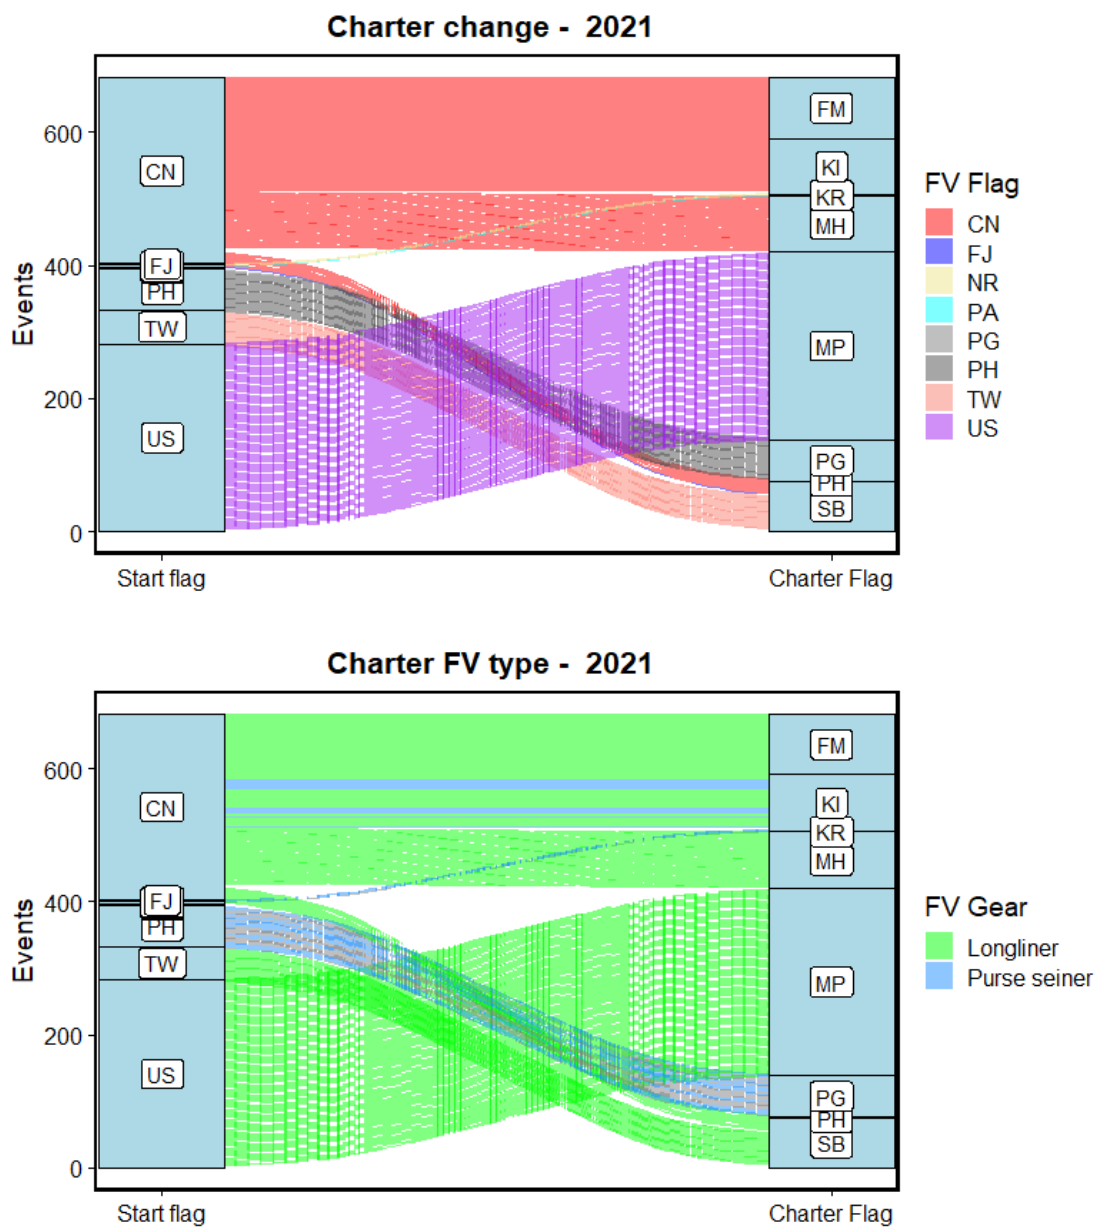 Charter change - 2021
Events
600
400
200
0
CN
FJ
PH
TW
US
FM
KI
KR
MH
MP
PG
PH
SB
Start flag
Charter Flag
FV Flag
CN
FJ
NR
PA
PG
PH
TW
US
Charter FV type - 2021
Events
600
400
200
0
CN
FJ
PH
TW
US
FM
KI
KR
MH
MP
PG
PH
SB
Start flag
Charter Flag
FV Gear
Longliner
Purse seiner